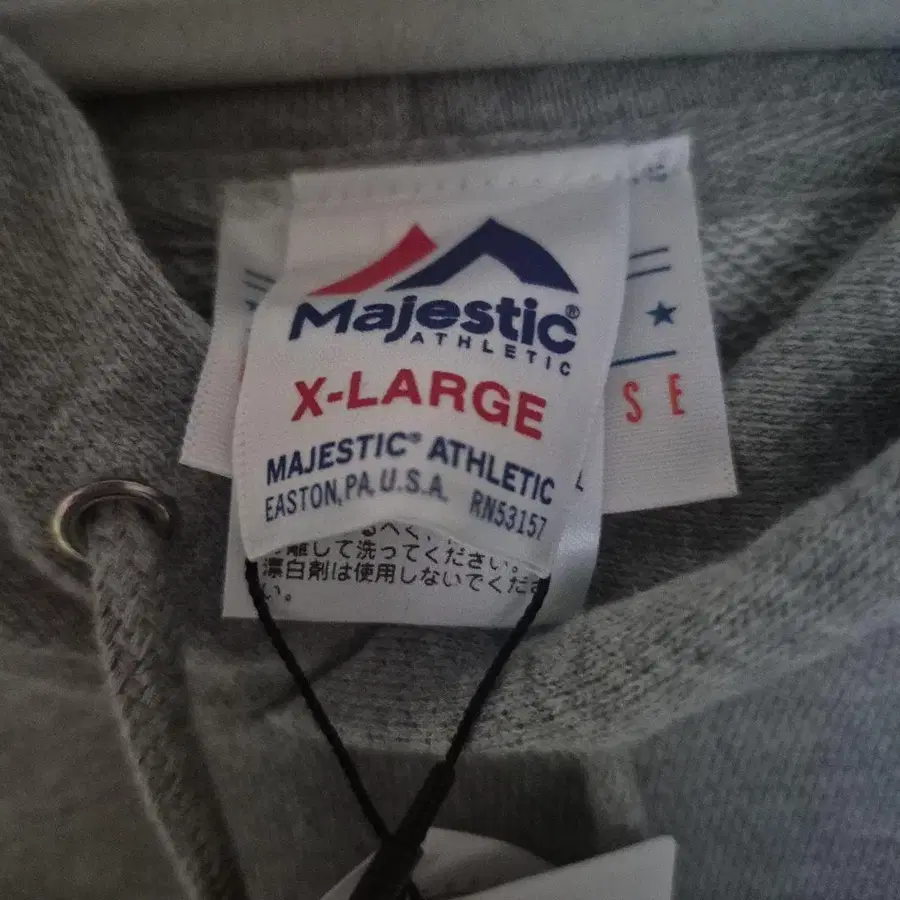 Majestic®
ATHLETIC
X-LARGE
MAJESTIC® ATHLETIC
EASTON, PA. U.S.A. RN53157
SE
して洗ってください。
漂白剤は使用しないでくださ
い。